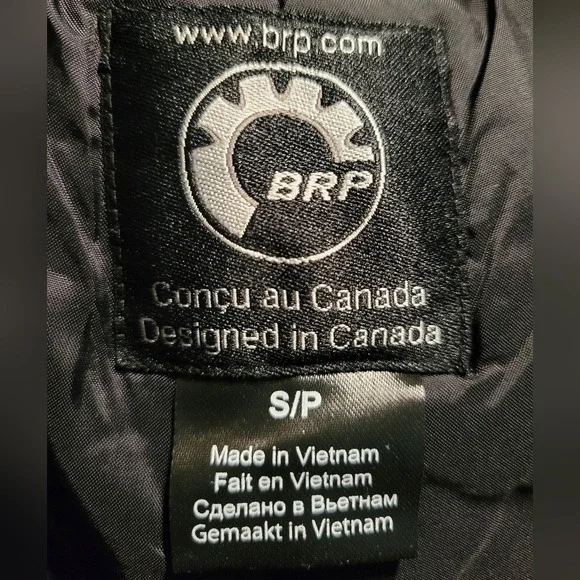 www.brp.com
BRP
Conçu au Canada
Designed in Canada
S/P
Made in Vietnam
Fait en Vietnam
Сделано в Вьетнам
Gemaakt in Vietnam